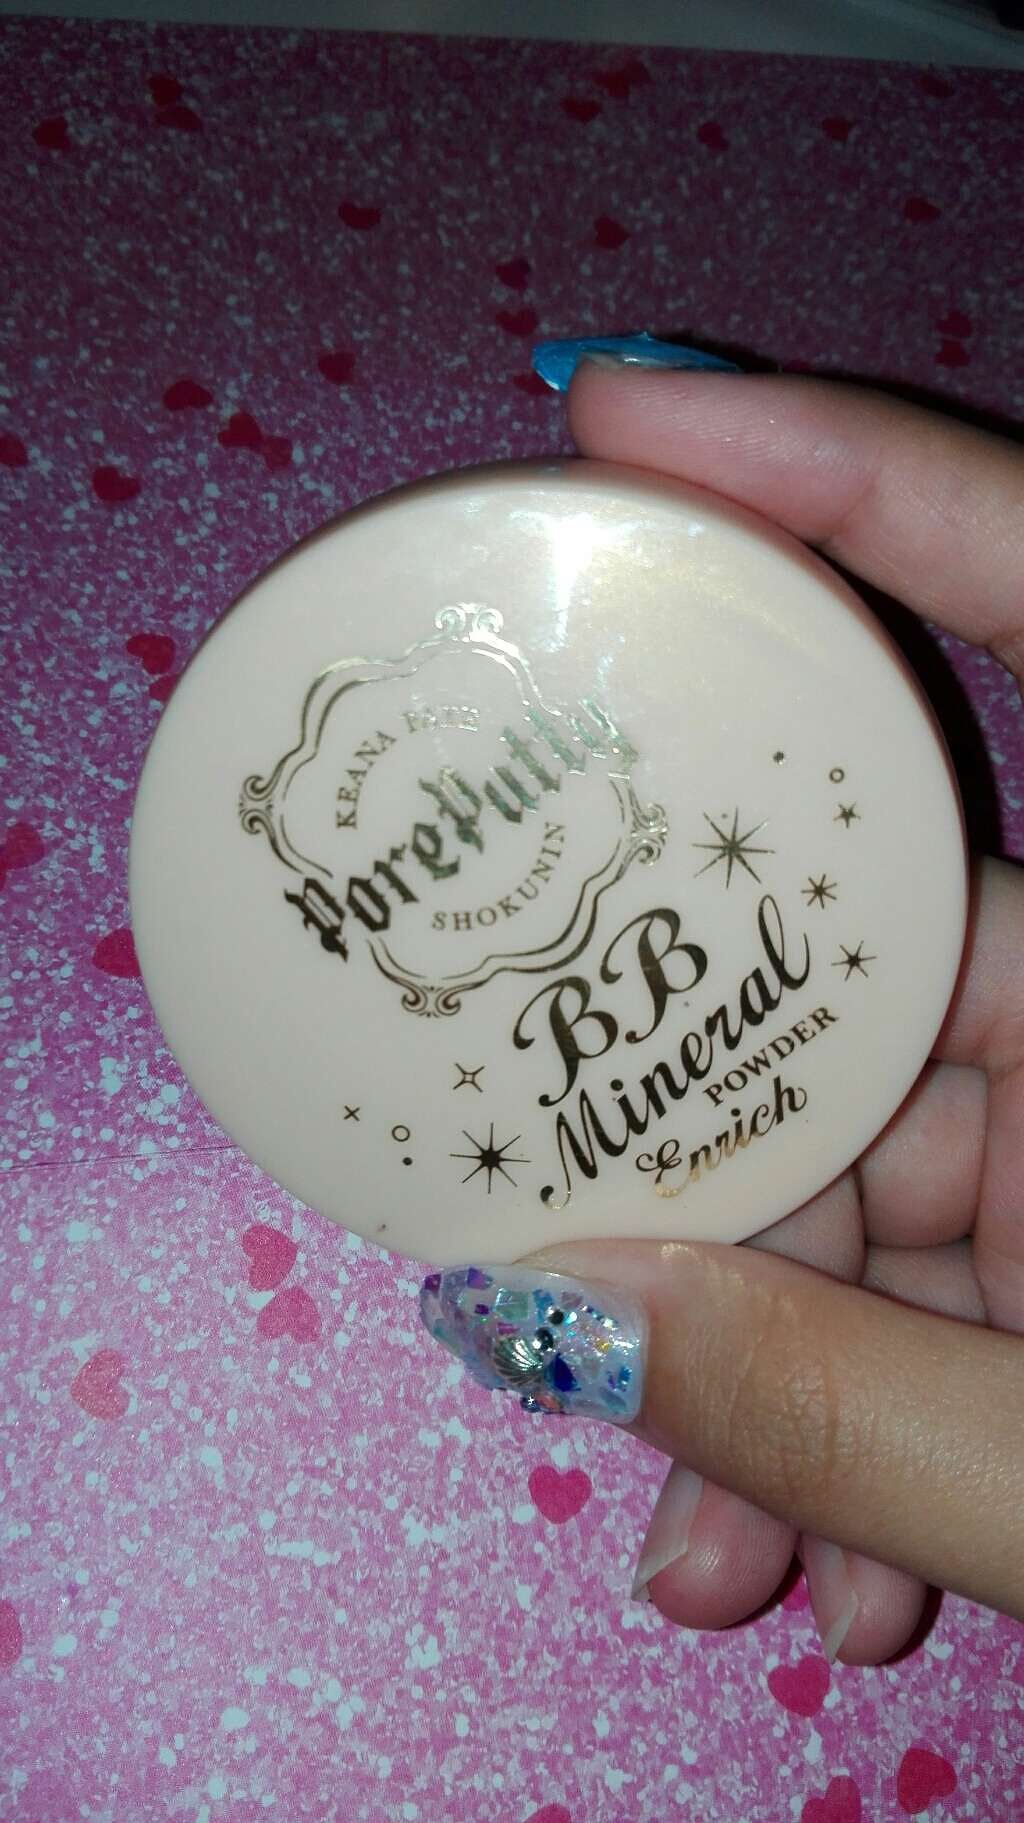 KEANA PATE
PorePutty
SHOKUNIN
BB
Mineral
POWDER
Enrich